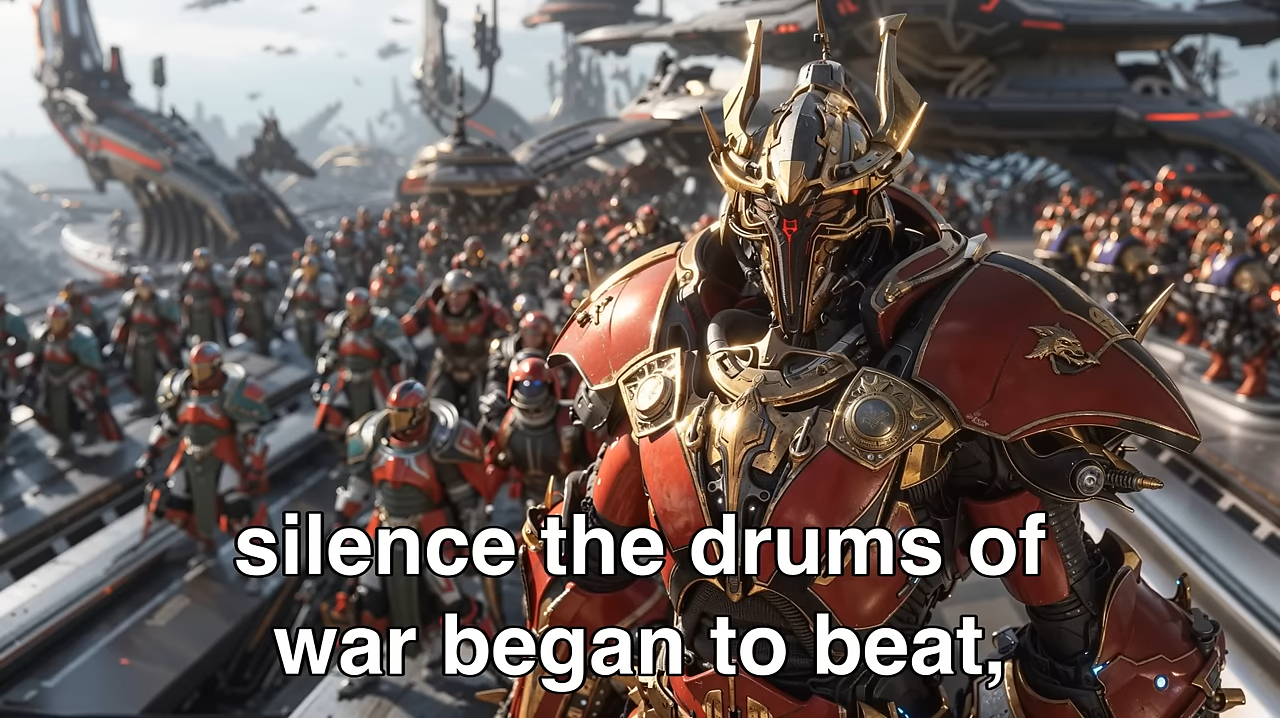 silence the drums of
war began to beat,